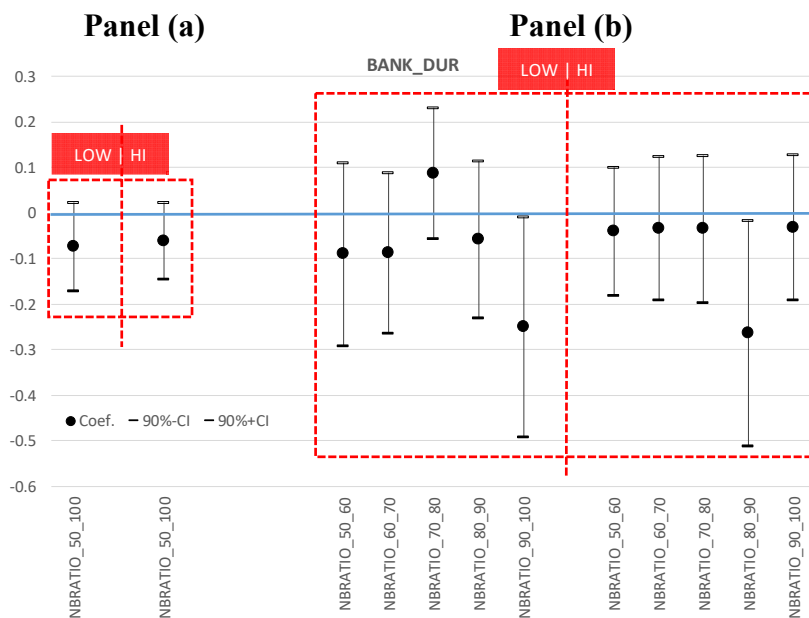 Panel (a) Panel (b)
BANK_DUR LOW | HI
0.3
0.2
0.1
LOW | HI
0
-0.1
-0.2
-0.3
-0.4
Coef. 90%-CI 90%+CI
-0.5
-0.6
NBRATIO_50_100
NBRATIO_50_100
NBRATIO_50_60
NBRATIO_60_70
NBRATIO_70_80
NBRATIO_80_90
NBRATIO_90_100
NBRATIO_50_60
NBRATIO_60_70
NBRATIO_70_80
NBRATIO_80_90
NBRATIO_90_100